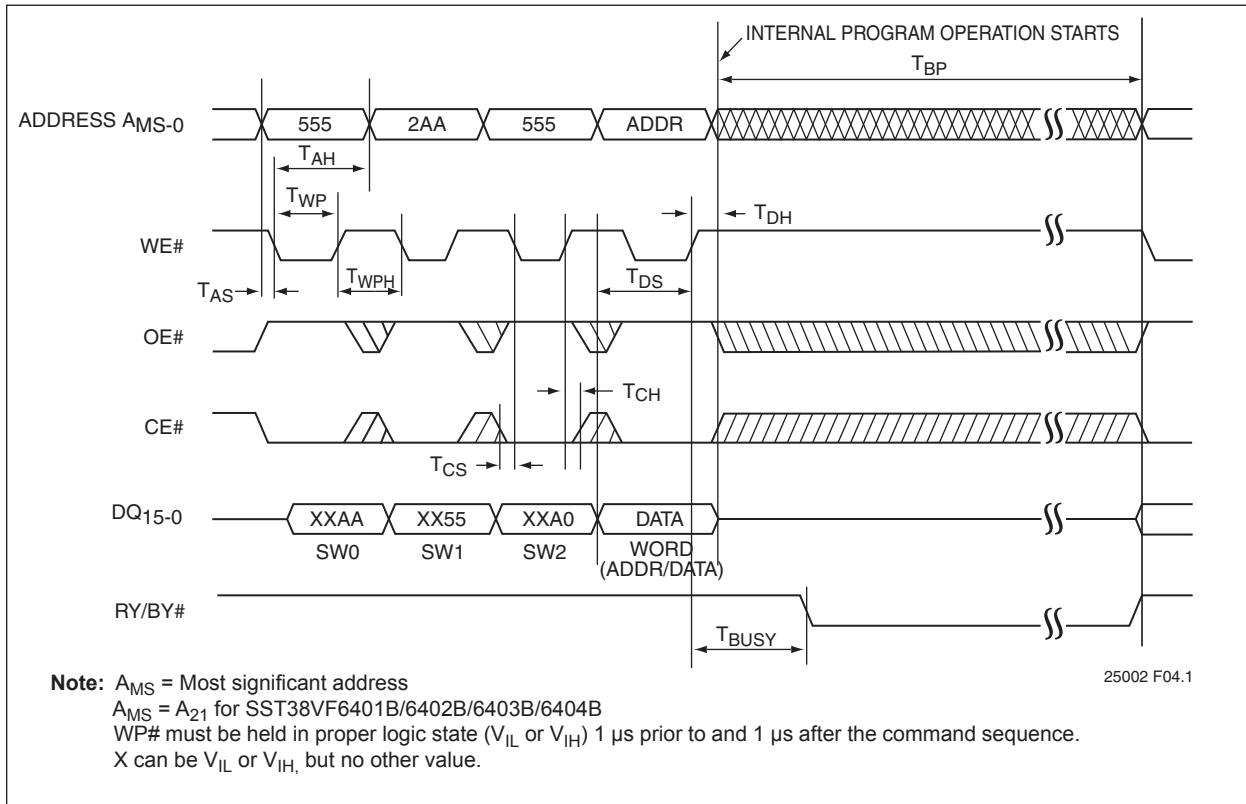 INTERNAL PROGRAM OPERATION STARTS
TBP
ADDRESS AMS-0
555
2AA
555
ADDR
TAH
TWP
TDH
WE#
TWPH
TDS
TAS
OE#
TCH
CE#
TCS
DQ15-0
XXAA
XX55
XXA0
DATA
SW0
SW1
SW2
WORD
(ADDR/DATA)
RY/BY#
TBUSY
25002 F04.1
Note: AMS = Most significant address
AMS = A21 for SST38VF6401B/6402B/6403B/6404B
WP# must be held in proper logic state (VIL or VIH) 1 µs prior to and 1 µs after the command sequence.
X can be VIL or VIH, but no other value.